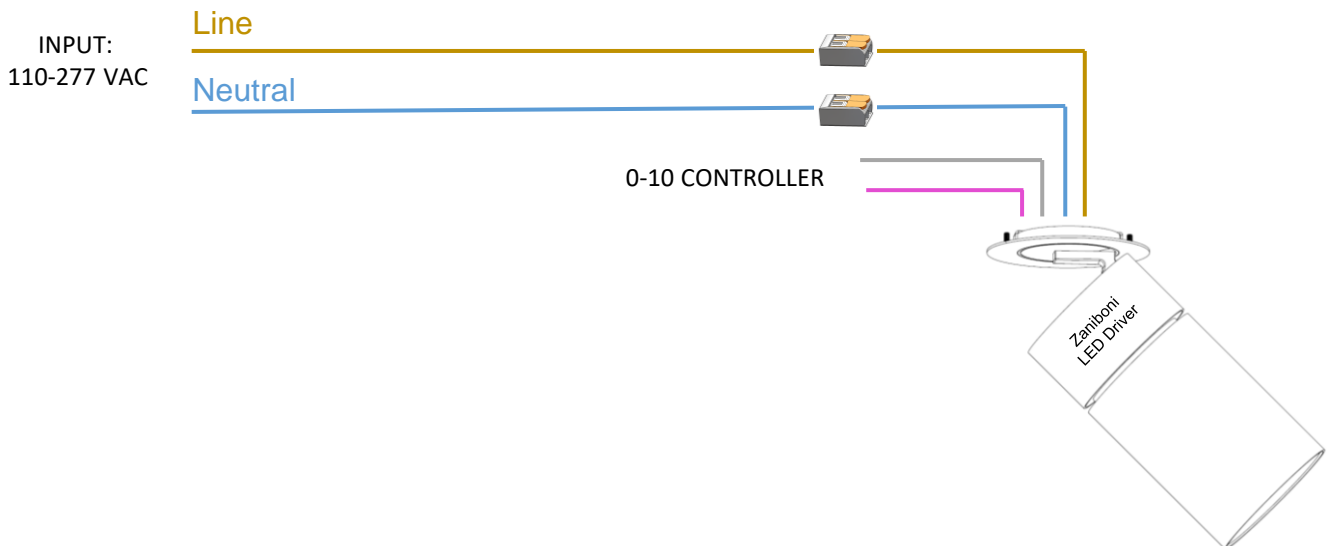 Line
INPUT:
110-277 VAC
Neutral
0-10 CONTROLLER
Zaniboni
LED Driver